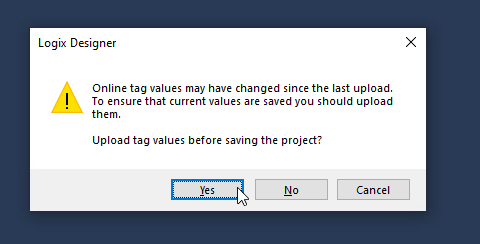 Logix Designer
Online tag values may have changed since the last upload.
To ensure that current values are saved you should upload
them.
Upload tag values before saving the project?
Yes
No
Cancel